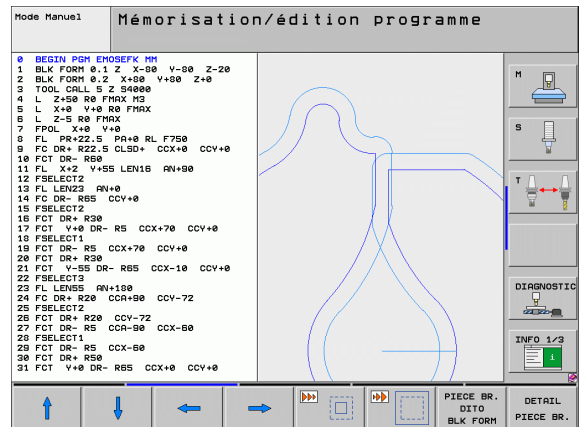 Mode Manuel
Mémorisation/édition programme
0 BEGIN PGM EMOSEFK MM
1 BLK FORM 0.1 Z X-80 Y-80 Z-20
2 BLK FORM 0.2 X+80 Y+80 Z+0
3 TOOL CALL 5 Z S4000
4 L Z+50 R0 FMAX M3
5 L X+0 Y+0 R0 FMAX
6 L Z-5 R0 FMAX
7 FPOL X+0 Y+0
8 FL PR+22.5 PA+0 RL F750
9 FC DR+ R22.5 CLSD+ CCX+0 CCY+0
10 FCT DR- R60
11 FL X+2 Y+55 LEN16 AN+90
12 FSELECT2
13 FL LEN23 AN+0
14 FC DR- R65 CCY+0
15 FSELECT2
16 FCT DR+ R30
17 FCT Y+0 DR- R5 CCX+70 CCY+0
18 FSELECT1
19 FCT DR- R5 CCX+70 CCY+0
20 FCT DR+ R30
21 FCT Y-55 DR- R65 CCX-10 CCY+0
22 FSELECT3
23 FL LEN55 AN+180
24 FC DR+ R20 CCA+90 CCY-72
25 FSELECT2
26 FCT DR+ R20 CCY-72
27 FCT DR- R5 CCA-90 CCX-60
28 FSELECT1
29 FCT DR- R5 CCX-60
30 FCT DR+ R50
31 FCT Y+0 DR- R65 CCX+0 CCY+0
M
S
T
DIAGNOSTIC
INFO 1/3
i
PIECE BR.
DITO
BLK FORM
DETAIL
PIECE BR.